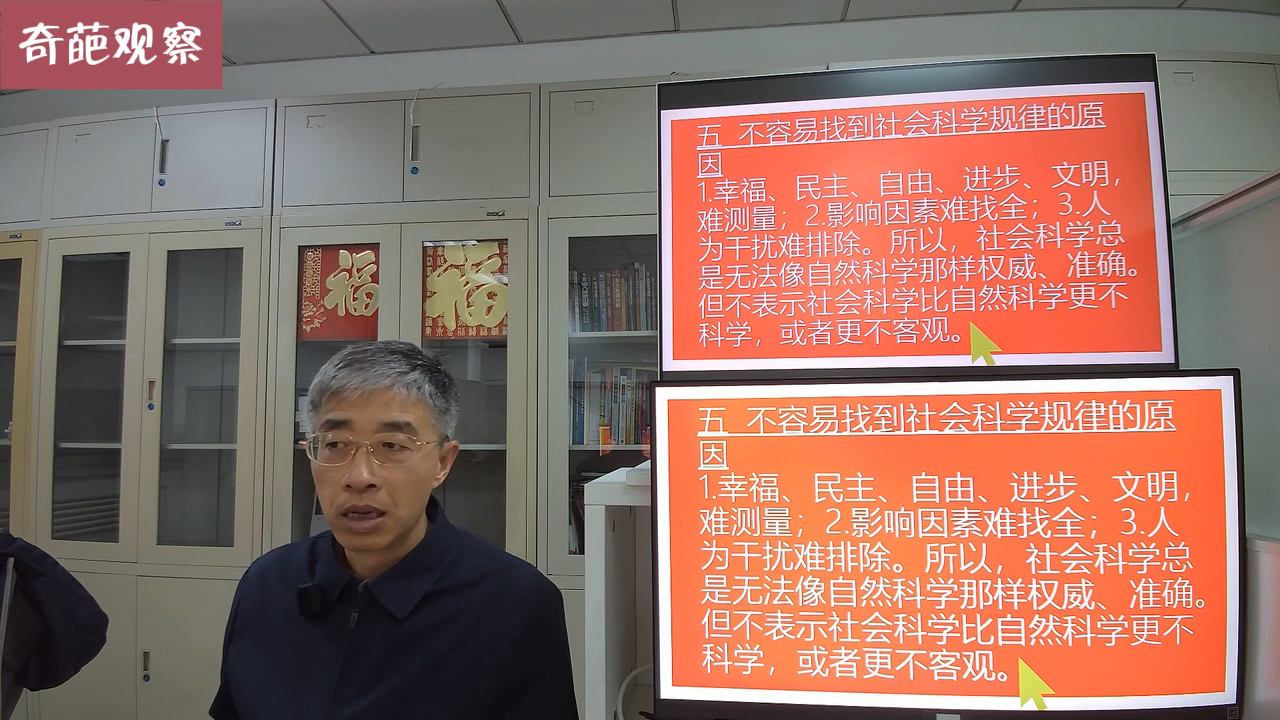 奇葩观察
五 不容易找到社会科学规律的原
因
1.幸福、民主、自由、进步、文明，
难测量；2.影响因素难找全；3.人
为干扰难排除。所以，社会科学总
是无法像自然科学那样权威、准确。
但不表示社会科学比自然科学更不
科学，或者更不客观。
福
福
五 不容易找到社会科学规律的原
因
1.幸福、民主、自由、进步、文明，
难测量；2.影响因素难找全；3.人
为干扰难排除。所以，社会科学总
是无法像自然科学那样权威、准确。
但不表示社会科学比自然科学更不
科学，或者更不客观。